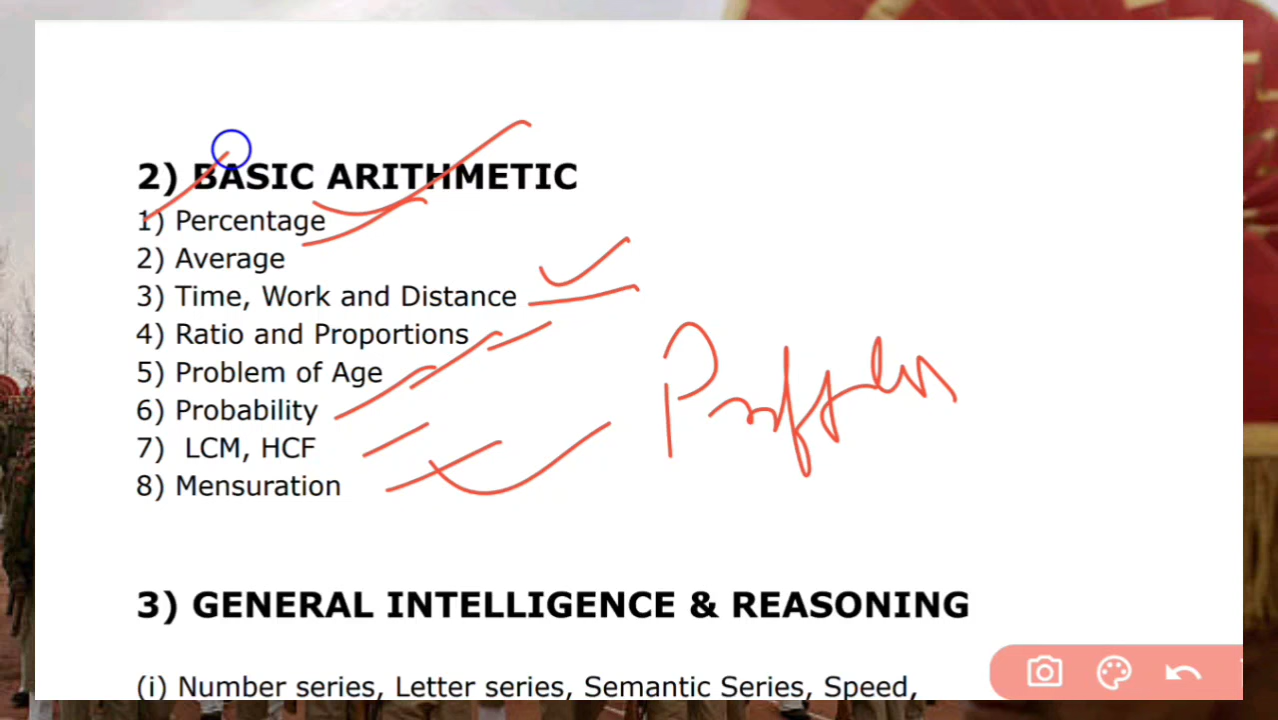 2) BASIC ARITHMETIC
1) Percentage
2) Average
3) Time, Work and Distance
4) Ratio and Proportions
5) Problem of Age
6) Probability
7) LCM, HCF
8) Mensuration
3) GENERAL INTELLIGENCE & REASONING
(i) Number series, Letter series, Semantic Series, Speed,